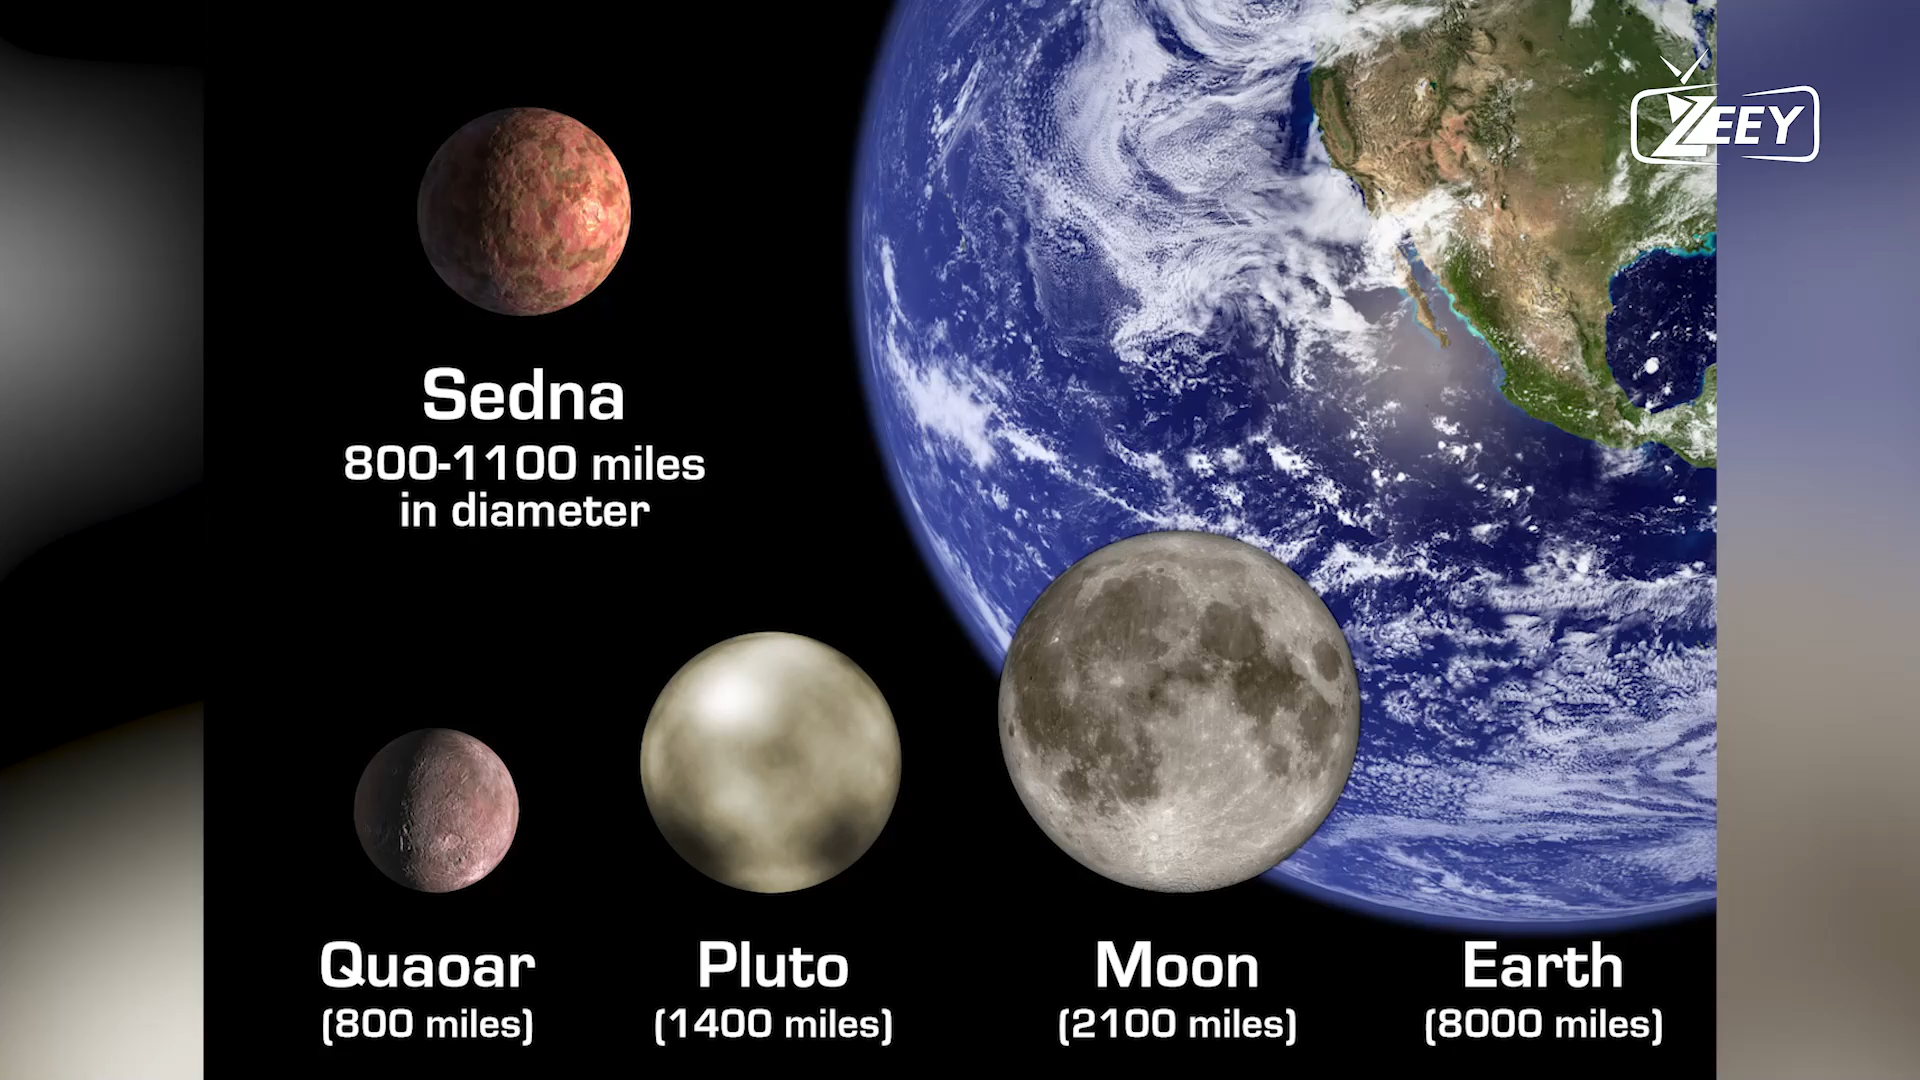 ZEEY
Sedna
800-1100 miles
in diameter
Quaoar
(800 miles)
Pluto
(1400 miles)
Moon
(2100 miles)
Earth
(8000 miles)